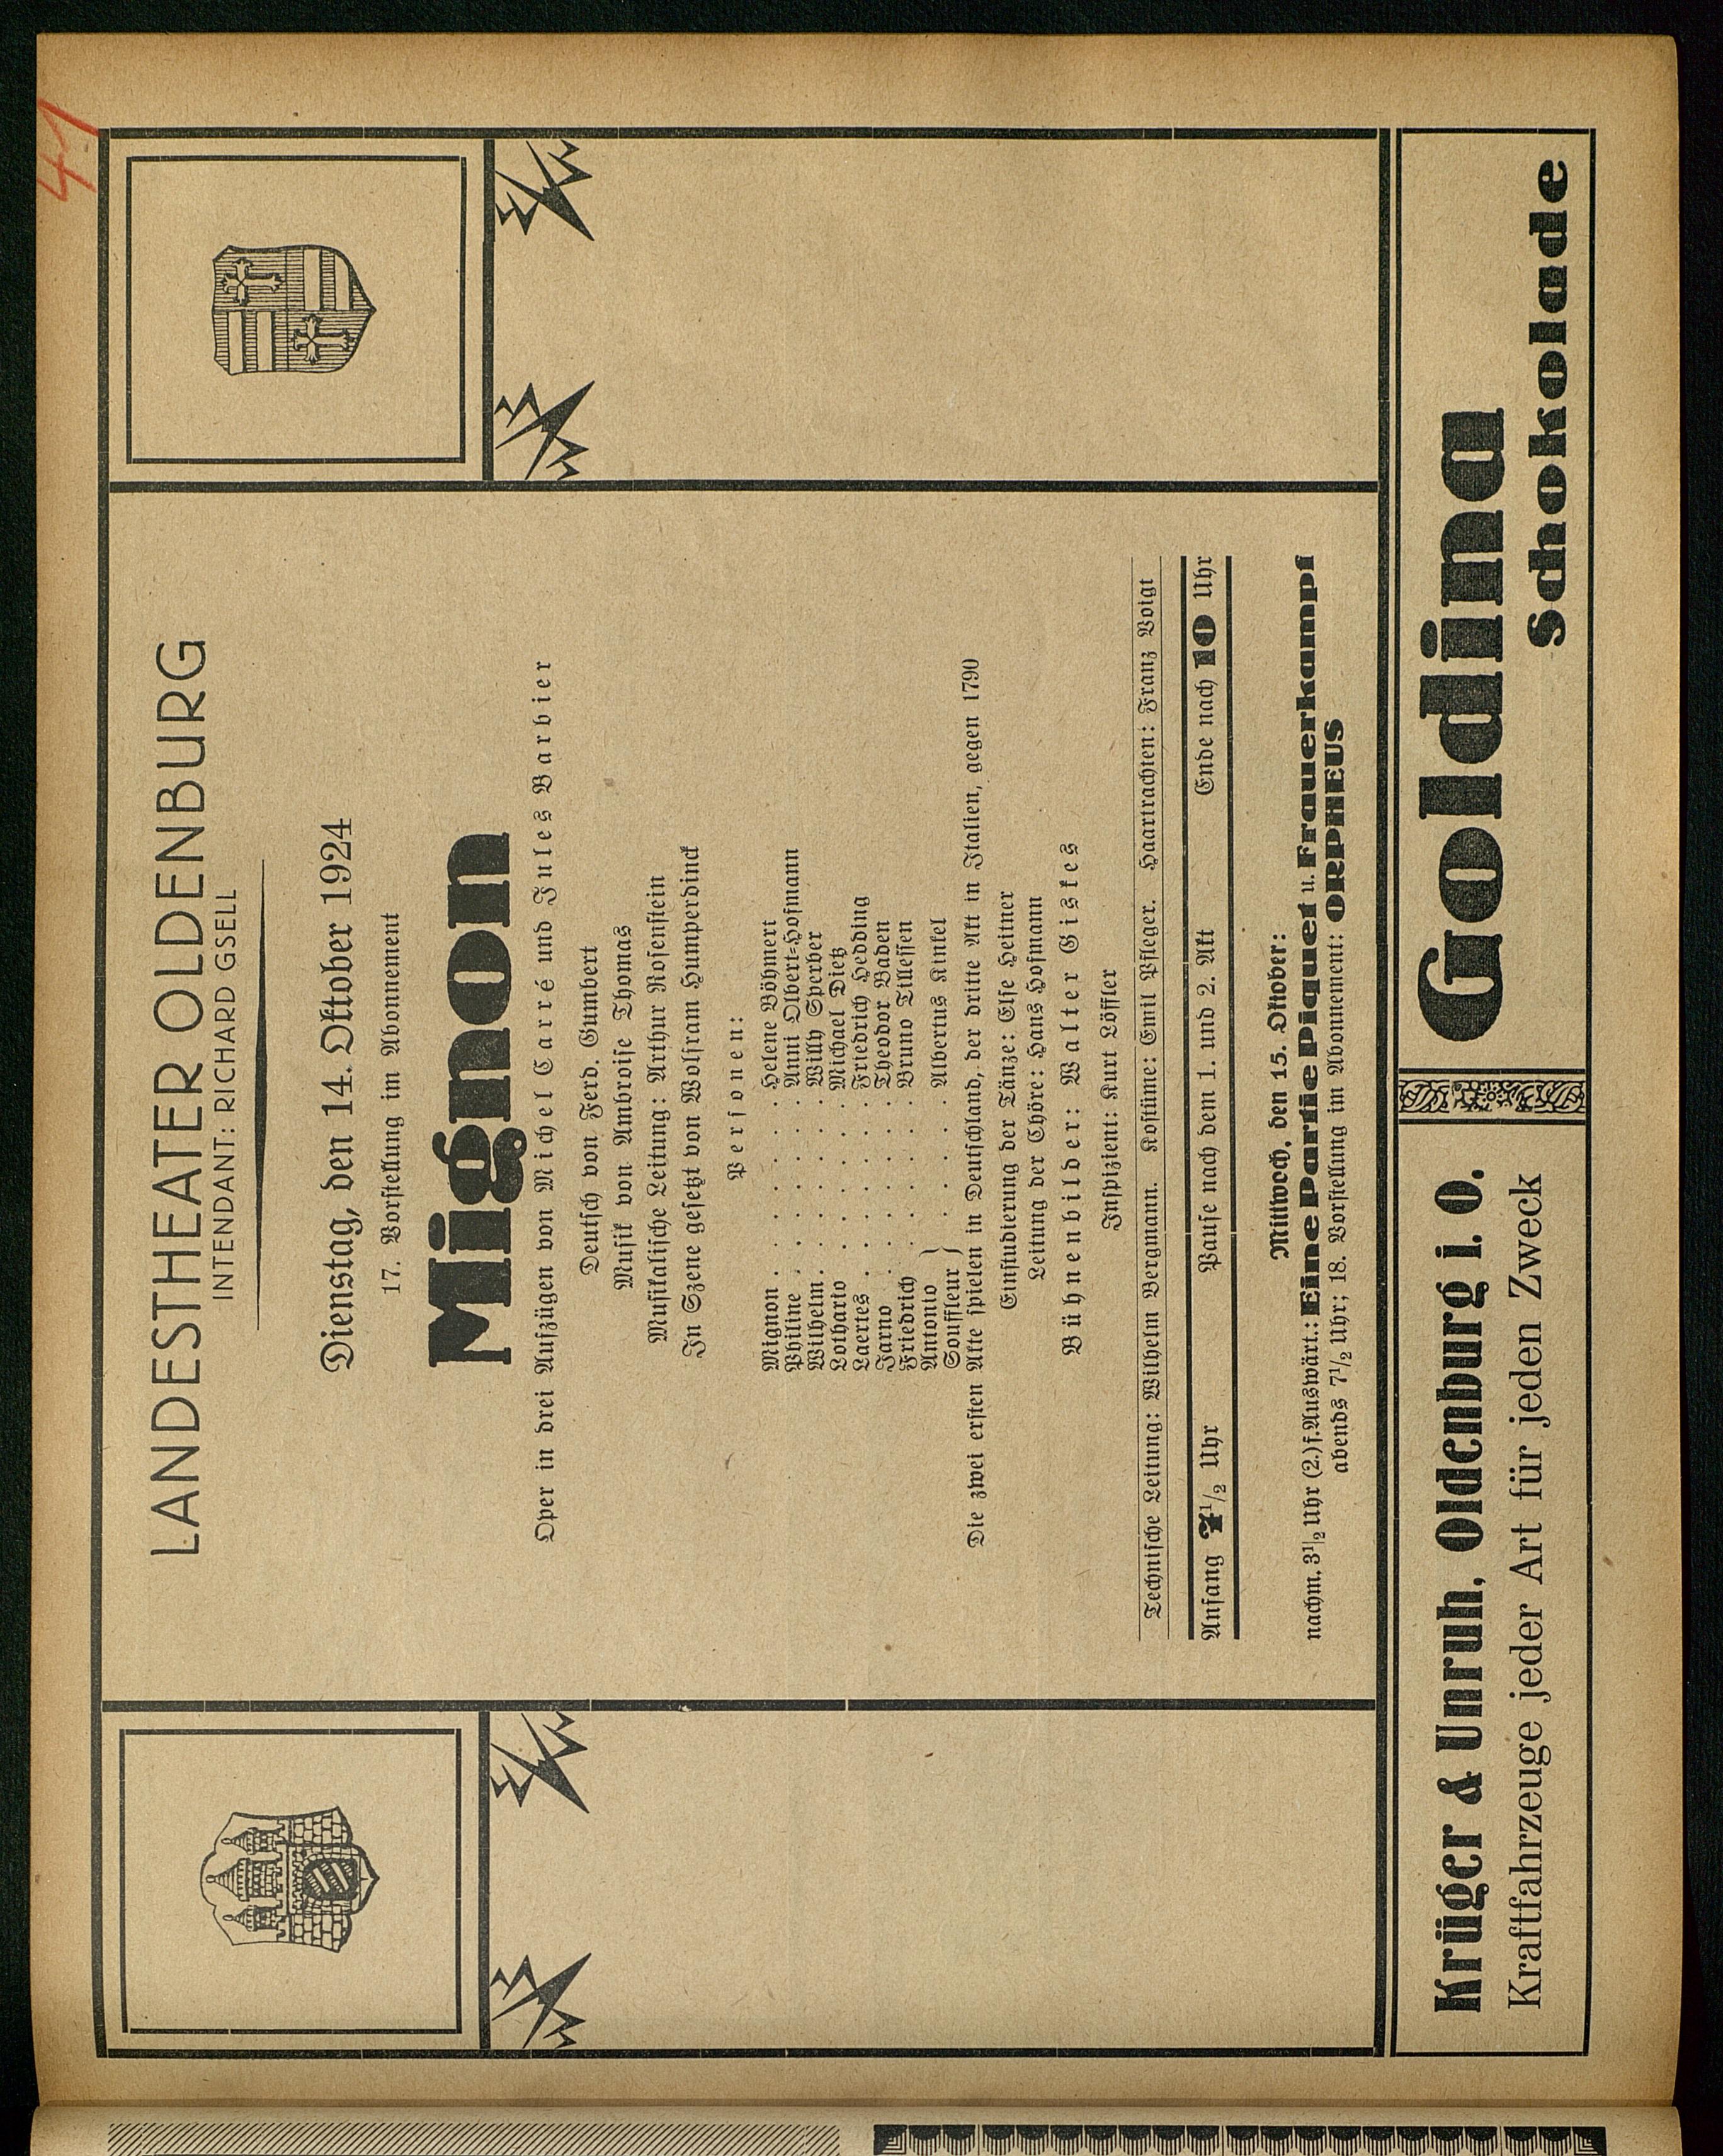 41
LANDESTHEATER OLDENBURG
INTENDANT: RICHARD GSELL
Dienstag, den 14. Oktober 1924
17. Vorstellung im Abonnement
Mignon
Oper in drei Aufzügen von Michel Carré und Jules Barbier
Deutsch von Ferd. Gumbert
Musik von Ambroise Thomas
Musikalische Leitung: Arthur Rosenstein
In Szene gesetzt von Wolfram Humperdinck
Personen:
Mignon . . . . . . . Helene Böhmert
Philine . . . . . . . Anni Olbert-Hofmann
Wilhelm . . . . . . . Willy Sperber
Lothario . . . . . . Michael Dietz
Laertes . . . . . . . Friedrich Hedding
Jarno . . . . . . . Theodor Baden
Friedrich . . . . . . Bruno Tillessen
Antonio
Souffleur } . . . . . Albertus Kinkel
Die zwei ersten Akte spielen in Deutschland, der dritte Akt in Italien, gegen 1790
Einstudierung der Tänze: Else Heitner
Leitung der Chöre: Hans Hofmann
Bühnenbilder: Walter Giskes
Inspizient: Kurt Löffler
Technische Leitung: Wilhelm Bergmann. Kostüme: Emil Pfleger. Haartrachten: Franz Voigt
Anfang 7 1/2 Uhr Pause nach dem 1. und 2. Akt Ende nach 10 Uhr
Mittwoch, den 15. Oktober:
nachm. 3 1/2 Uhr (2.) f. Auswärt.: Eine Partie Piquet u. Frauerkampf
abends 7 1/2 Uhr; 18. Vorstellung im Abonnement: ORPHEUS
Krüger & Unruh, Oldenburg i. O.
Kraftfahrzeuge jeder Art für jeden Zweck
Goldina
Schokolade